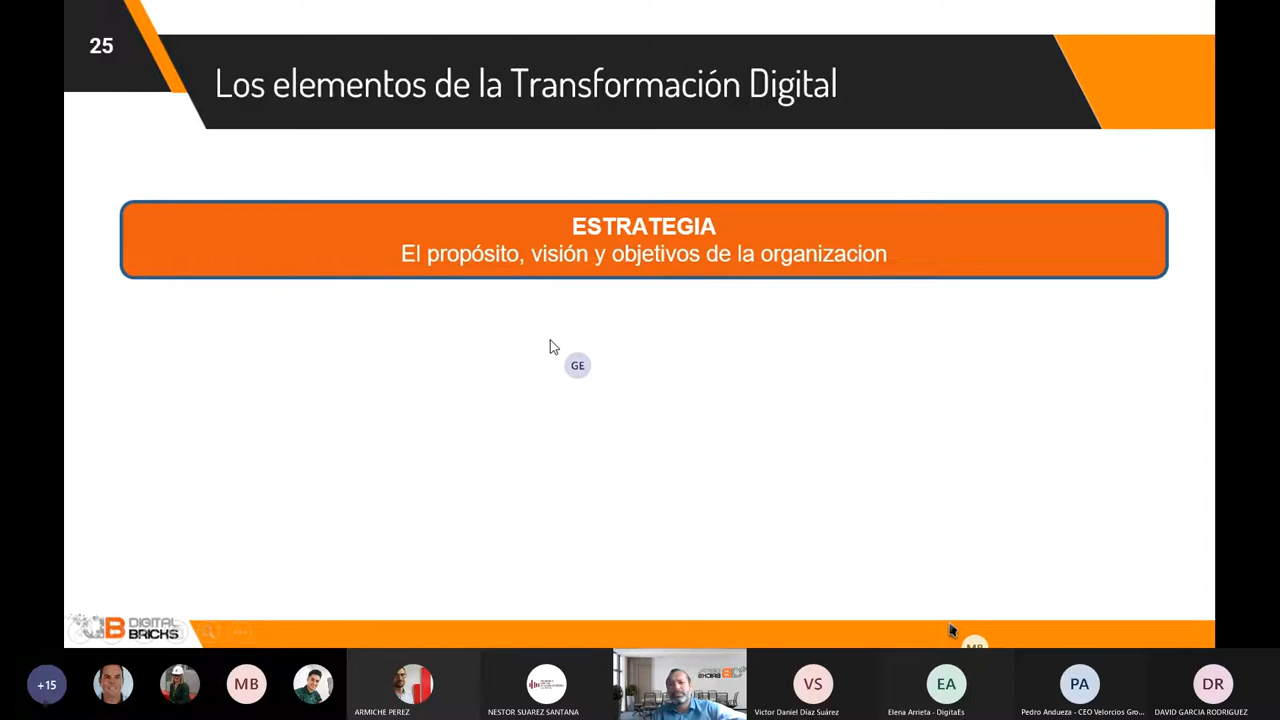 25
Los elementos de la Transformación Digital
ESTRATEGIA
El propósito, visión y objetivos de la organizacion
GE
DIGITAL
BRICKS
+15
MB
ARMICHE PEREZ
NESTOR SUAREZ SANTANA
VS
Victor Daniel Díaz Suárez
EA
Elena Arrieta - DigitaEs
PA
Pedro Andueza - CEO Velorcios Gro...
DR
DAVID GARCIA RODRIGUEZ